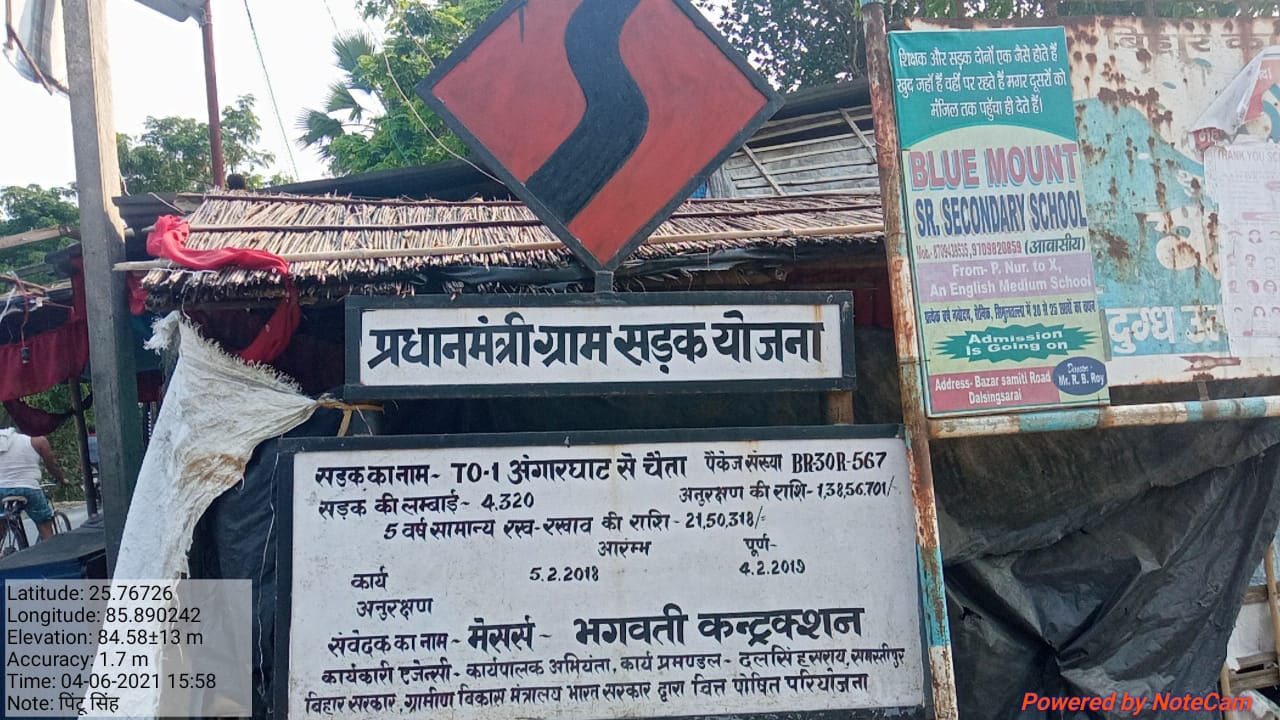 प्रधानमंत्री ग्राम सड़क योजना
सड़क का नाम- TO-1 अंगारघाट से चैता पैकेज संख्या BR-30R-567
सड़क की लम्बाई- 4.320 अनुरक्षण की राशि- 1,38,56,701/-
5 वर्ष सामान्य रख-रखाव की राशि - 21,50,318/-
आरम्भ पूर्ण-
कार्य 5.2.2018 4.2.2019
अनुरक्षण
संवेदक का नाम- मेसर्स- भगवती कन्ट्रक्शन
कार्यकारी एजेन्सी- कार्यपालक अभियंता, कार्य प्रमण्डल- दलसिंहसराय, समस्तीपुर
बिहार सरकार, ग्रामीण विकास मंत्रालय भारत सरकार द्वारा वित्त पोषित परियोजना
शिक्षक और सड़क दोनों एक जैसे होते हैं
खुद जहाँ हैं वहीं पर रहते हैं मगर दूसरों को
मंजिल तक पहुँचा ही देते हैं।
BLUE MOUNT
SR. SECONDARY SCHOOL
9709820859 (आवासीय)
From- P. Nur. to X,
An English Medium School
Admission
Is Going on
Address- Bazar samiti Road
Dalsingsarai
Director-
Mr. R. B. Roy
दुग्ध
THANK YOU
Latitude: 25.76726
Longitude: 85.890242
Elevation: 84.58±13 m
Accuracy: 1.7 m
Time: 04-06-2021 15:58
Note: पिंटू सिंह
Powered by NoteCam